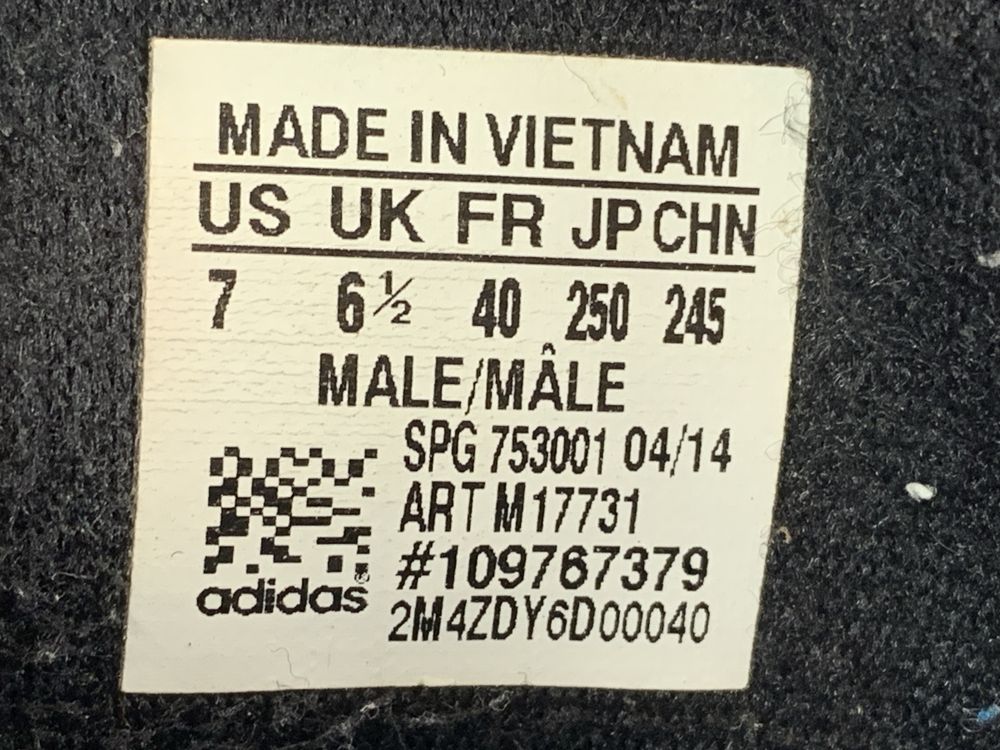 MADE IN VIETNAM
US UK FR JP CHN
7 6½ 40 250 245
MALE/MÂLE
SPG 753001 04/14
ART M17731
#109767379
adidas®
2M4ZDY6D00040